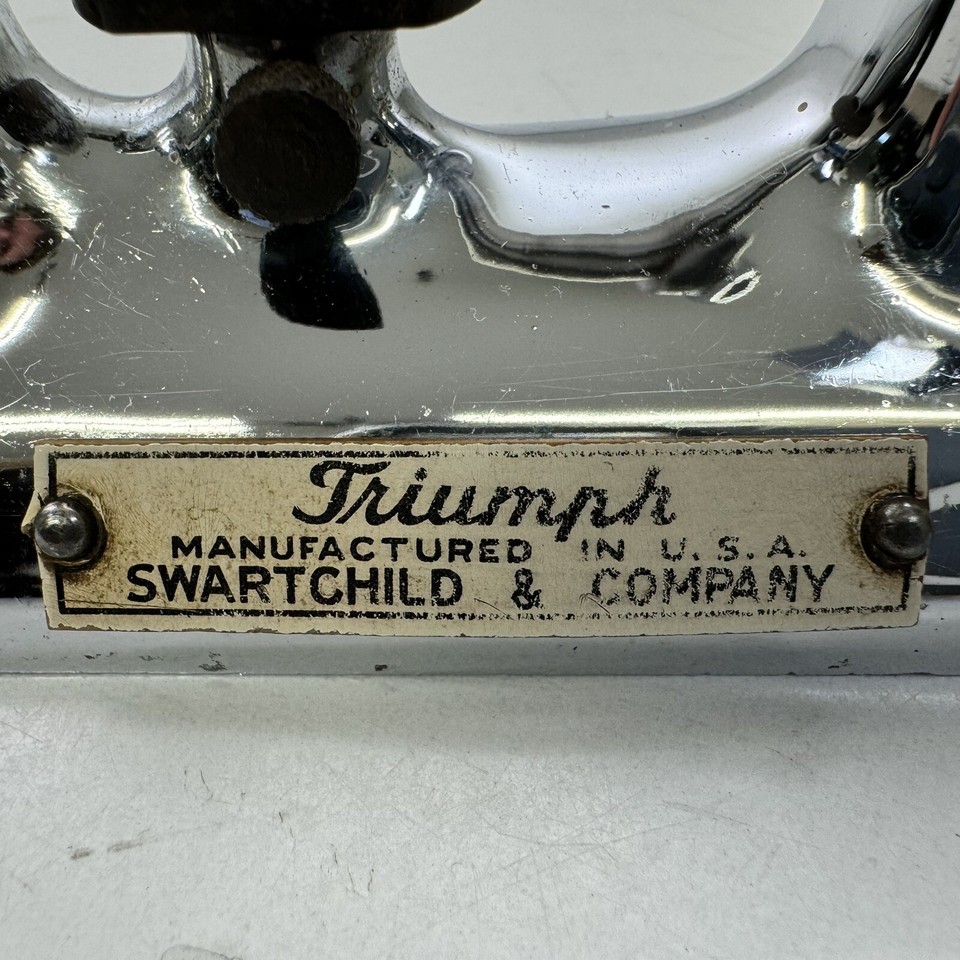 Triumph
MANUFACTURED IN U.S.A.
SWARTCHILD & COMPANY